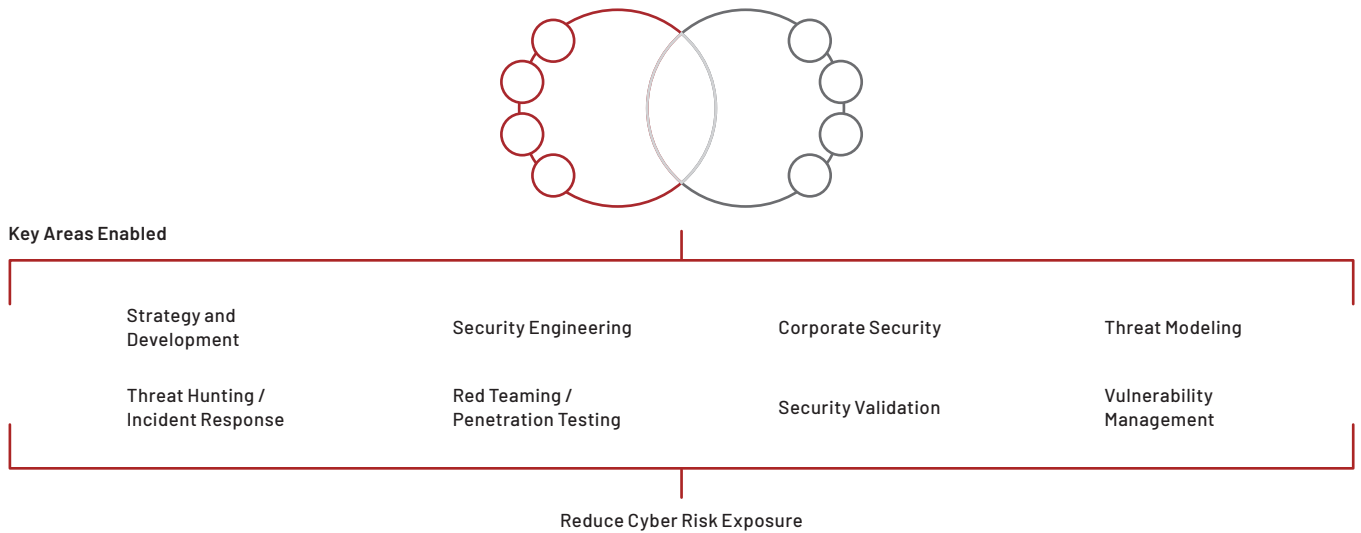 Key Areas Enabled
Strategy and
Development
Security Engineering
Corporate Security
Threat Modeling
Threat Hunting /
Incident Response
Red Teaming /
Penetration Testing
Security Validation
Vulnerability
Management
Reduce Cyber Risk Exposure